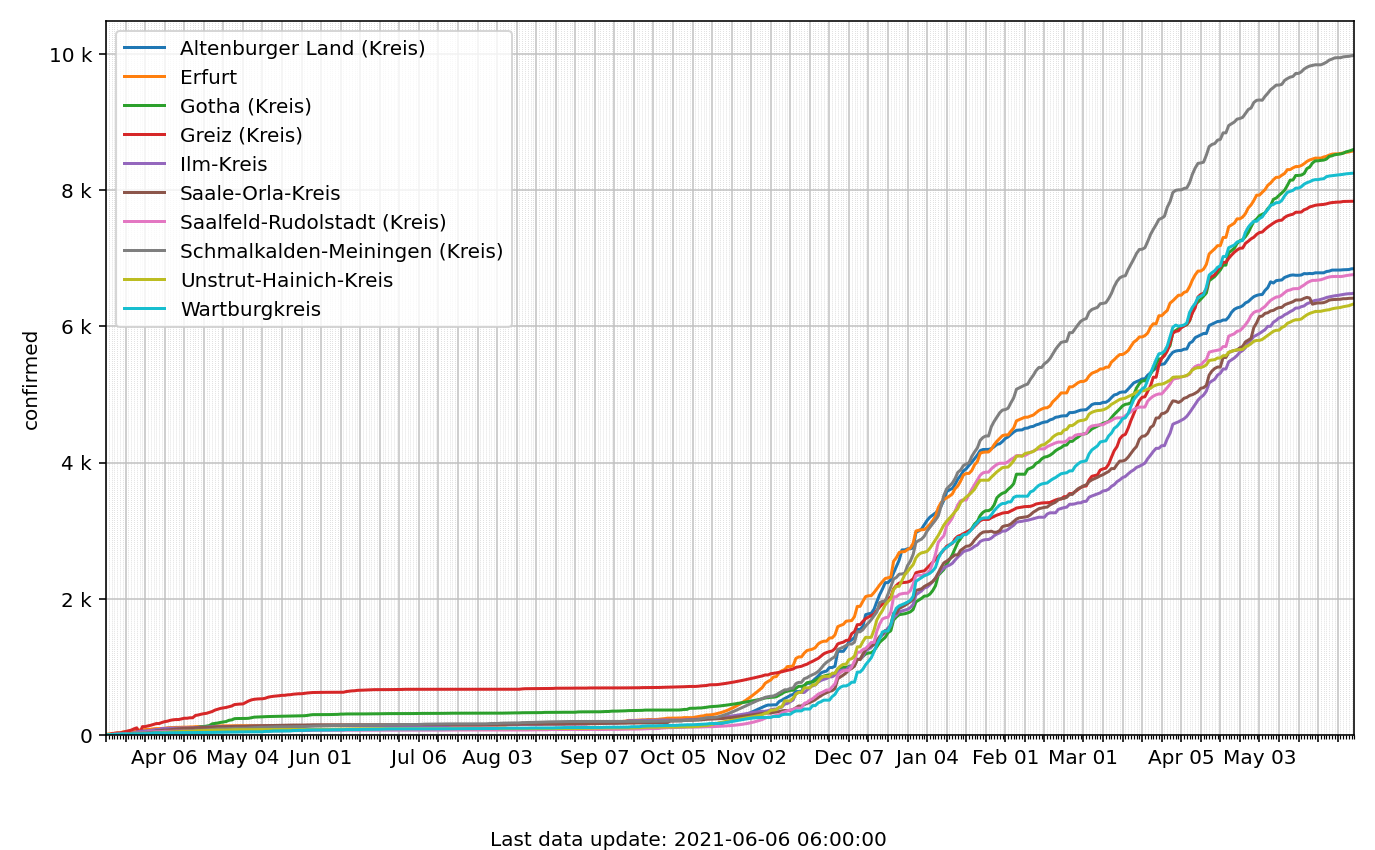 10 k
8 k
6 k
4 k
2 k
0
confirmed
Altenburger Land (Kreis)
Erfurt
Gotha (Kreis)
Greiz (Kreis)
Ilm-Kreis
Saale-Orla-Kreis
Saalfeld-Rudolstadt (Kreis)
Schmalkalden-Meiningen (Kreis)
Unstrut-Hainich-Kreis
Wartburgkreis
Apr 06 May 04 Jun 01 Jul 06 Aug 03 Sep 07 Oct 05 Nov 02 Dec 07 Jan 04 Feb 01 Mar 01 Apr 05 May 03
Last data update: 2021-06-06 06:00:00